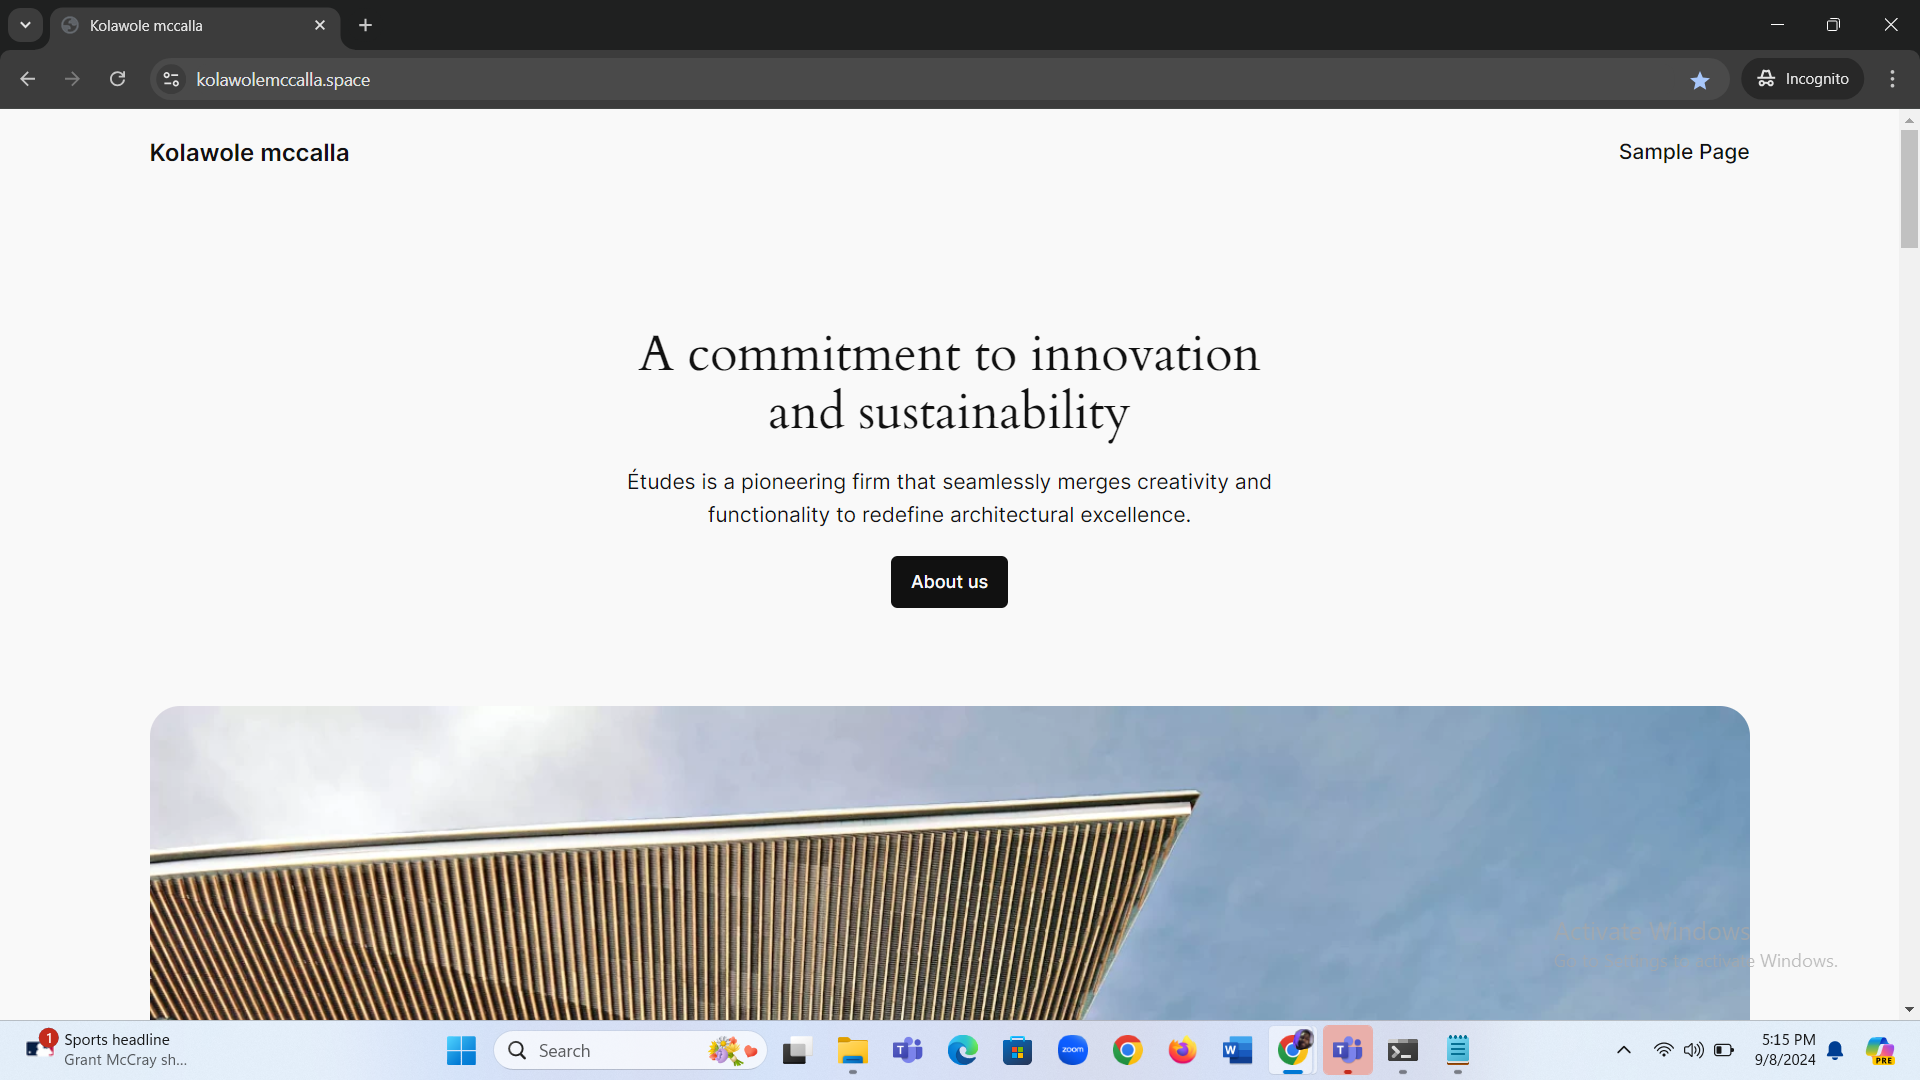 Kolawole mccalla
kolawolemccalla.space
Incognito
Kolawole mccalla
Sample Page
A commitment to innovation
and sustainability
Études is a pioneering firm that seamlessly merges creativity and
functionality to redefine architectural excellence.
About us
Activate Windows
Go to Settings to activate Windows.
1
Sports headline
Grant McCray sh...
Search
zoom
W
T
T
PRE
5:15 PM
9/8/2024